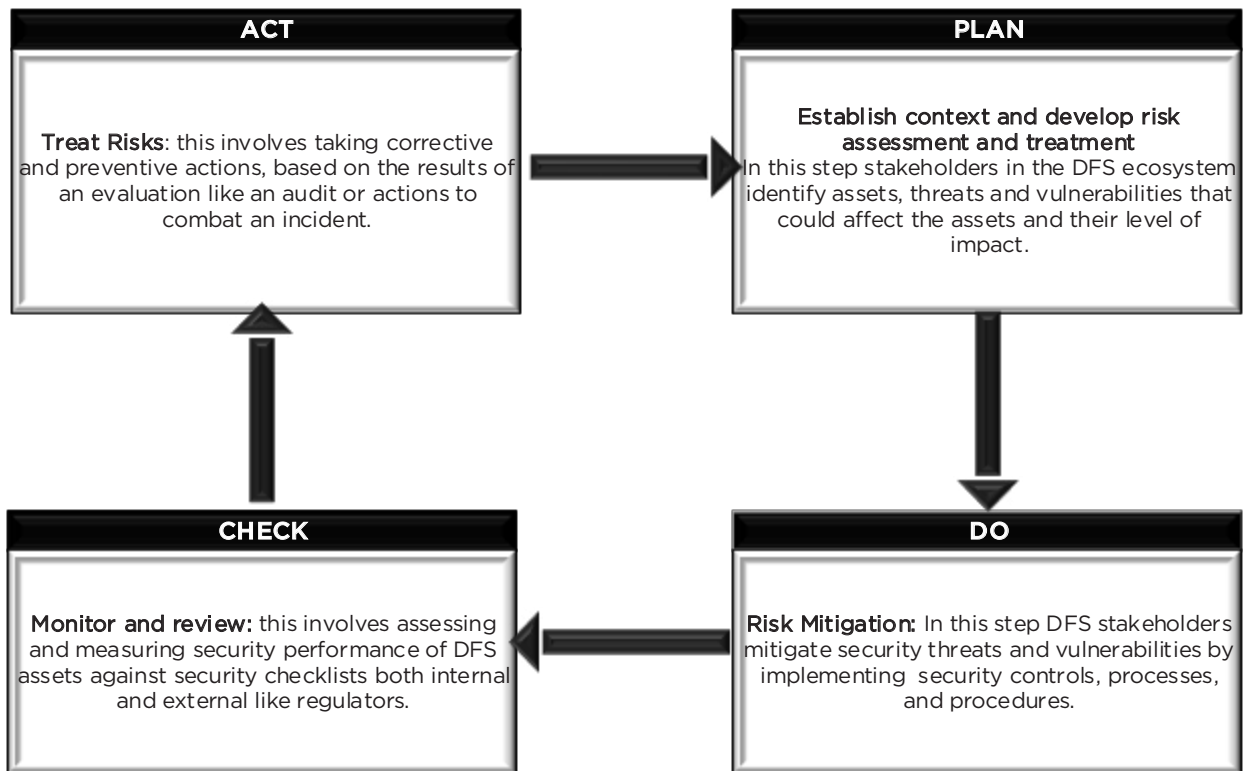 ACT
Treat Risks: this involves taking corrective
and preventive actions, based on the results of
an evaluation like an audit or actions to
combat an incident.
PLAN
Establish context and develop risk
assessment and treatment
In this step stakeholders in the DFS ecosystem
identify assets, threats and vulnerabilities that
could affect the assets and their level of
impact.
CHECK
Monitor and review: this involves assessing
and measuring security performance of DFS
assets against security checklists both internal
and external like regulators.
DO
Risk Mitigation: In this step DFS stakeholders
mitigate security threats and vulnerabilities by
implementing  security controls, processes,
and procedures.